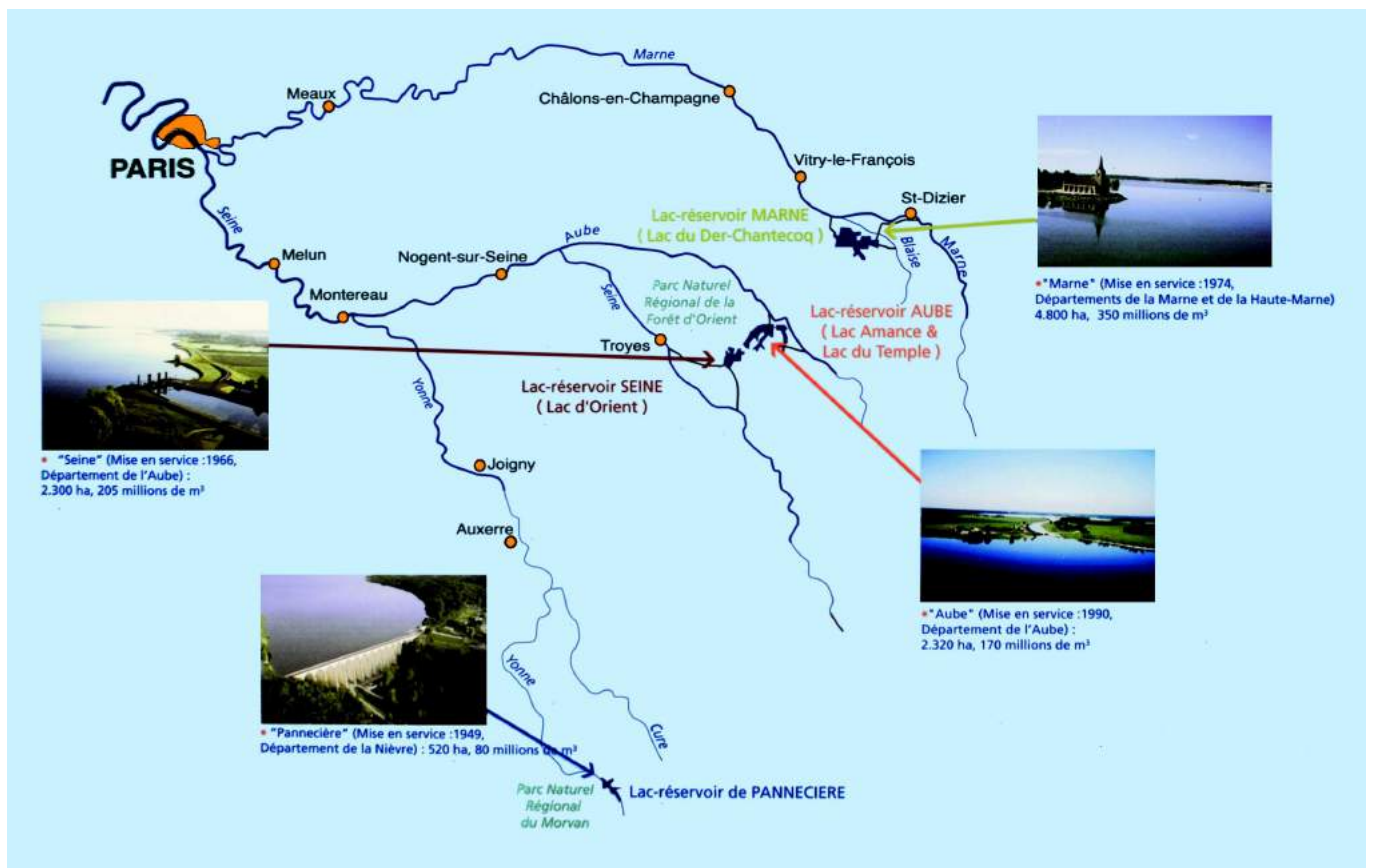 Marne
Meaux
Châlons-en-Champagne
PARIS
Vitry-le-François
St-Dizier
Lac-réservoir MARNE
( Lac du Der-Chantecoq )
Blaise
Marne
Seine
Melun
Nogent-sur-Seine
Aube
Montereau
Seine
Parc Naturel
Régional de la
Forêt d'Orient
Troyes
Lac-réservoir AUBE
( Lac Amance &
Lac du Temple )
*"Marne" (Mise en service :1974,
Départements de la Marne et de la Haute-Marne)
4.800 ha, 350 millions de m³
Lac-réservoir SEINE
( Lac d'Orient )
Yonne
* "Seine" (Mise en service :1966,
Département de l'Aube) :
2.300 ha, 205 millions de m³
Joigny
Auxerre
*"Aube" (Mise en service :1990,
Département de l'Aube) :
2.320 ha, 170 millions de m³
Yonne
Cure
* "Pannecière" (Mise en service :1949,
Département de la Nièvre) : 520 ha, 80 millions de m³
Parc Naturel
Régional
du Morvan
Lac-réservoir de PANNECIERE